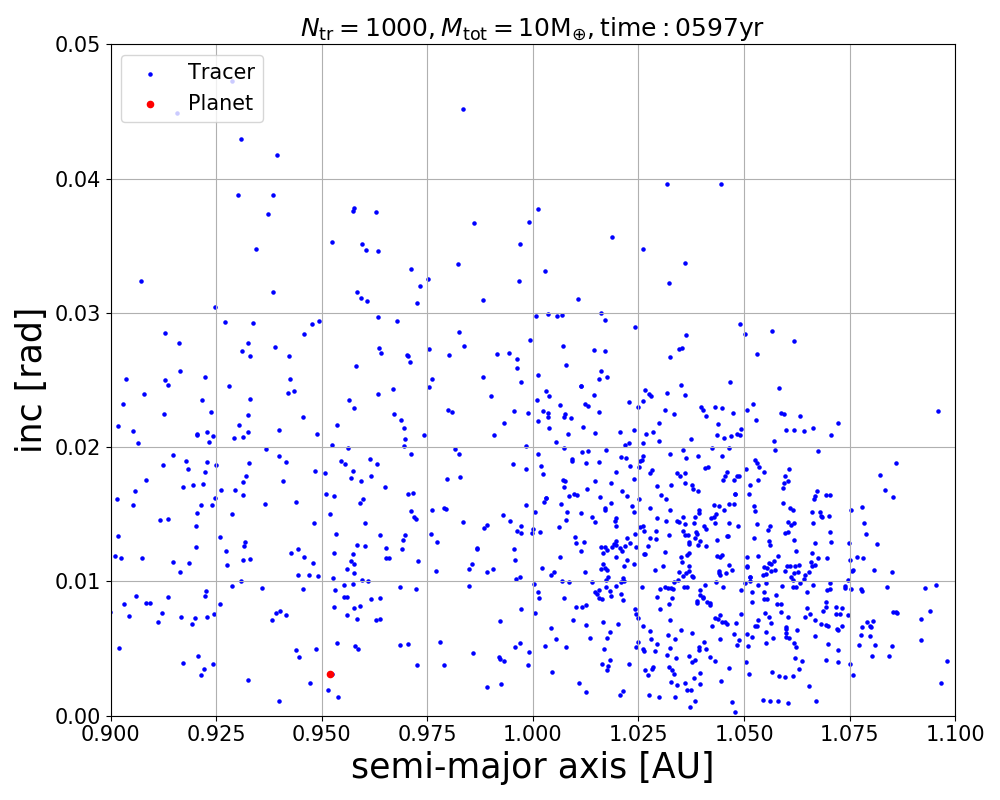 N_tr = 1000, M_tot = 10M_⊕, time : 0597yr
Tracer
Planet
0.05
0.04
0.03
0.02
0.01
0.00
inc [rad]
0.900 0.925 0.950 0.975 1.000 1.025 1.050 1.075 1.100
semi-major axis [AU]